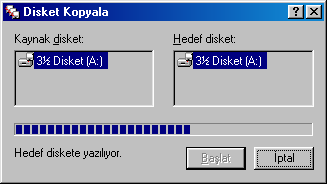 Disket Kopyala
Kaynak disket:
Hedef disket:
3½ Disket (A:)
3½ Disket (A:)
Hedef diskete yazılıyor.
Başlat
İptal